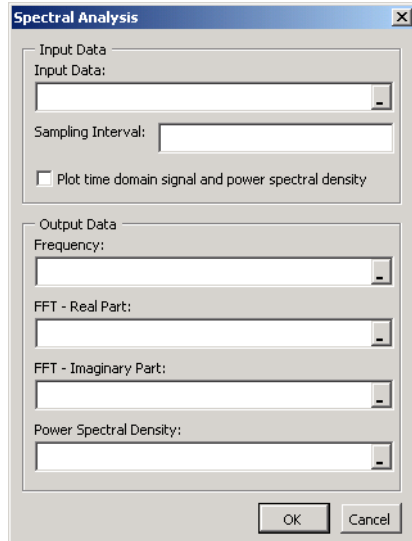 Spectral Analysis
Input Data
Input Data:
Sampling Interval:
Plot time domain signal and power spectral density
Output Data
Frequency:
FFT - Real Part:
FFT - Imaginary Part:
Power Spectral Density:
OK Cancel